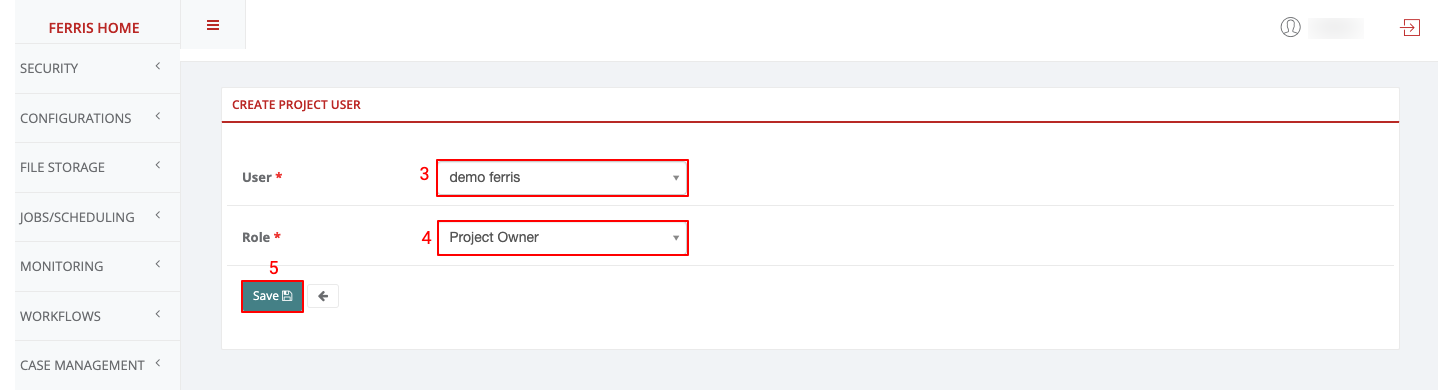 FERRIS HOME
SECURITY
CONFIGURATIONS
FILE STORAGE
JOBS/SCHEDULING
MONITORING
WORKFLOWS
CASE MANAGEMENT
CREATE PROJECT USER
User *
3
demo ferris
Role *
4
Project Owner
5
Save